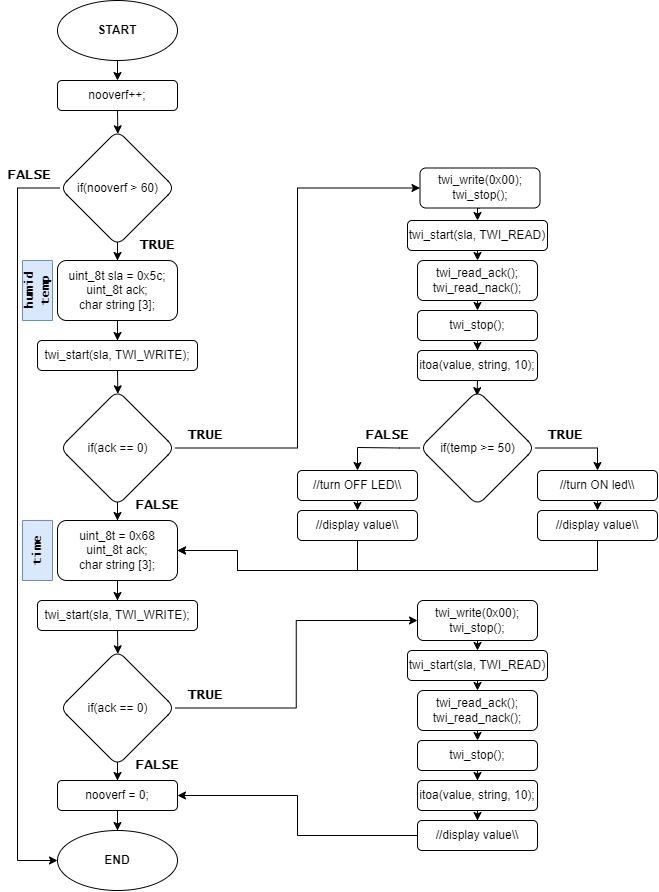 START
nooverf++;
FALSE
if(nooverf > 60)
TRUE
humid
temp
uint_8t sla = 0x5c;
uint_8t ack;
char string [3];
twi_start(sla, TWI_WRITE);
if(ack == 0)
TRUE
FALSE
twi_write(0x00);
twi_stop();
twi_start(sla, TWI_READ)
twi_read_ack();
twi_read_nack();
twi_stop();
itoa(value, string, 10);
FALSE
if(temp >= 50)
TRUE
//turn OFF LED\\
//display value\\
//turn ON led\\
//display value\\
time
uint_8t = 0x68
uint_8t ack;
char string [3];
twi_start(sla, TWI_WRITE);
if(ack == 0)
TRUE
FALSE
twi_write(0x00);
twi_stop();
twi_start(sla, TWI_READ)
twi_read_ack();
twi_read_nack();
twi_stop();
itoa(value, string, 10);
//display value\\
nooverf = 0;
END